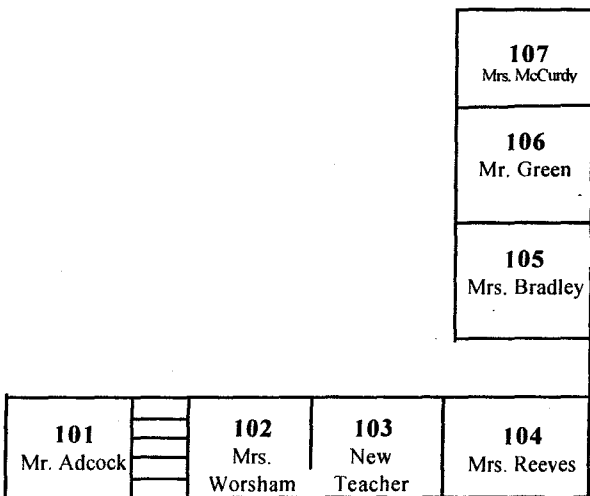 107
Mrs. McCurdy
106
Mr. Green
105
Mrs. Bradley
101
Mr. Adcock
102
Mrs.
Worsham
103
New
Teacher
104
Mrs. Reeves